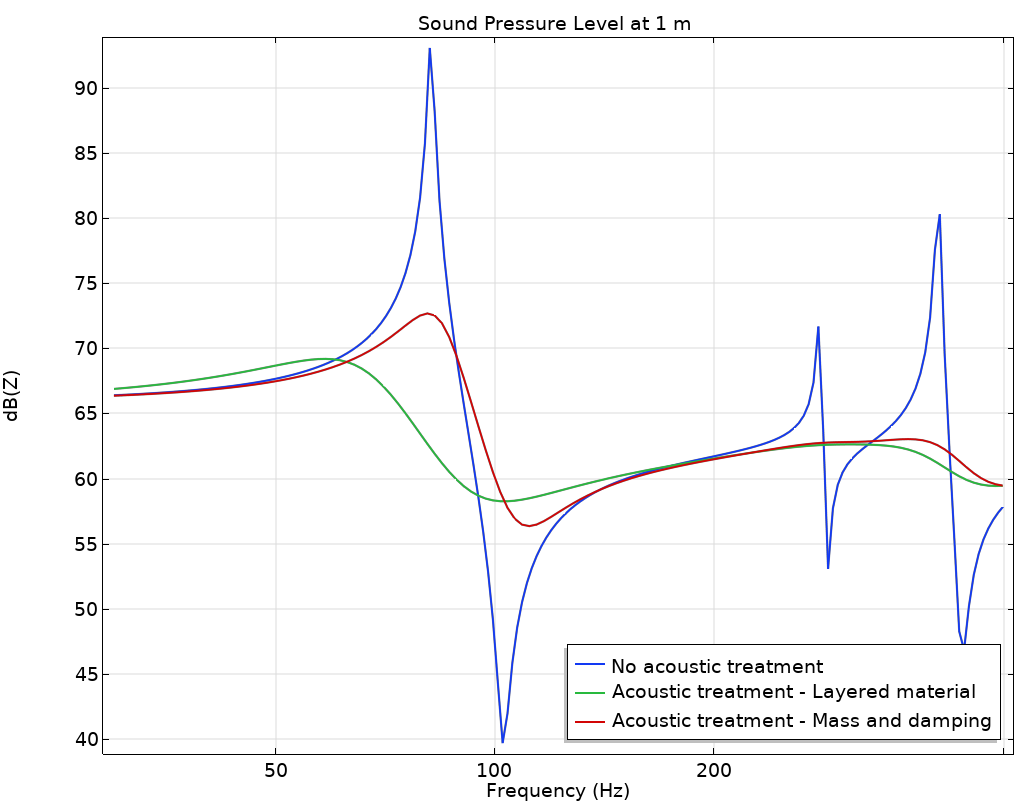 Sound Pressure Level at 1 m
90
85
80
75
70
65
60
55
50
45
40
dB(Z)
50
100
200
Frequency (Hz)
No acoustic treatment
Acoustic treatment - Layered material
Acoustic treatment - Mass and damping